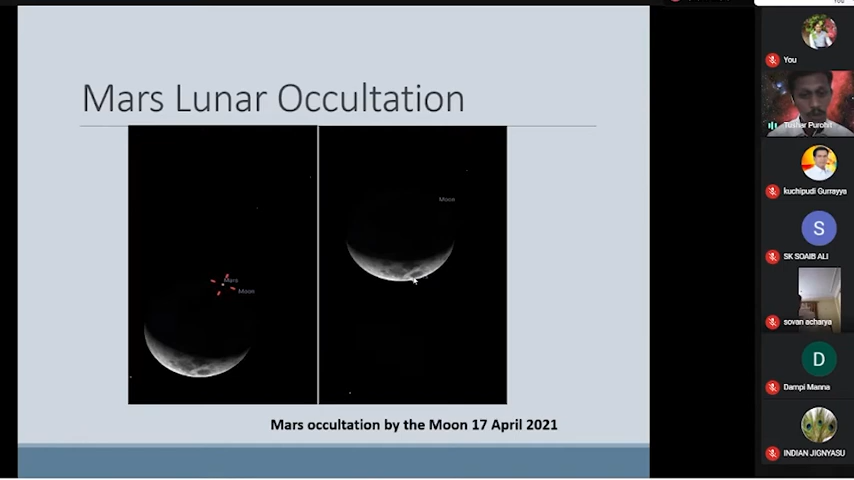 You
Mars Lunar Occultation
You
Tushar Purohit
kuchipudi Gurrayya
Moon
S
Mars
Moon
SK SOAIB ALI
sovan acharya
D
Dampi Manna
Mars occultation by the Moon 17 April 2021
INDIAN JIGNYASU